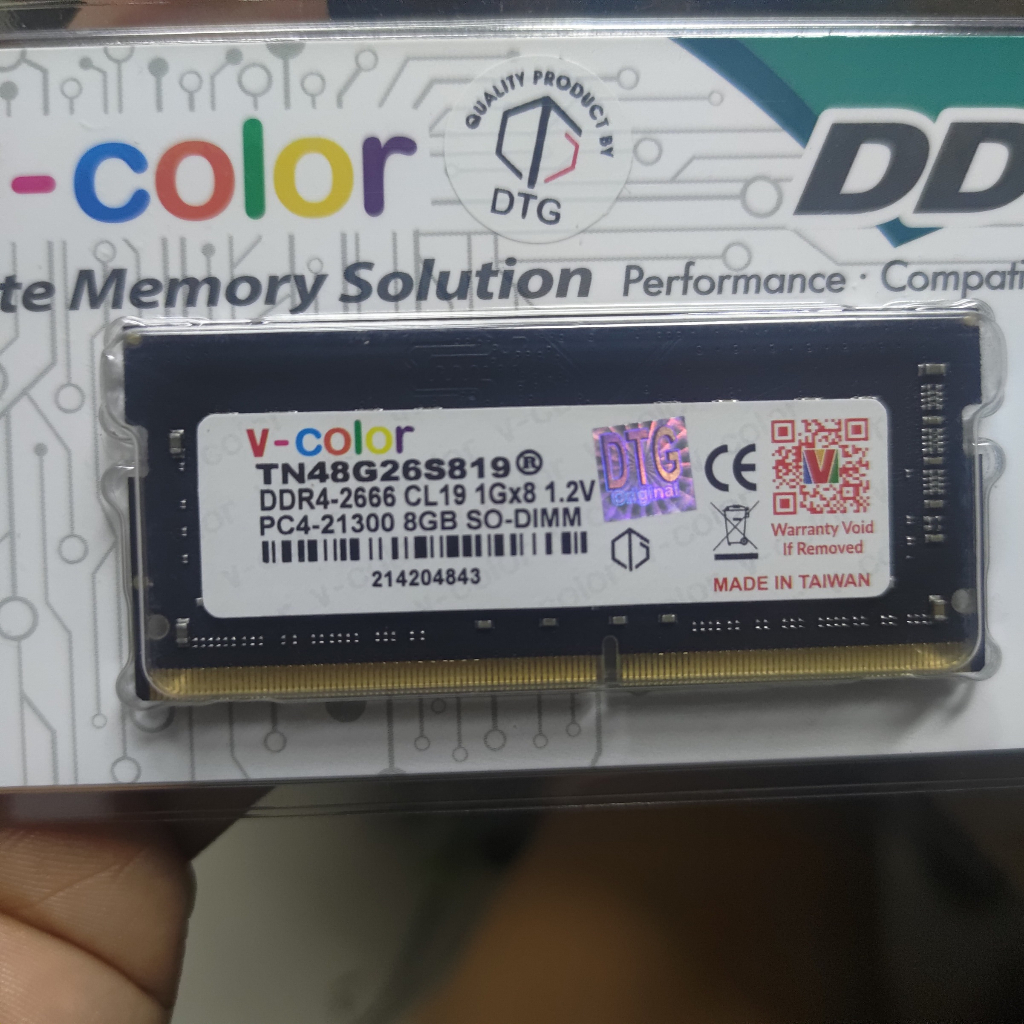 -color
QUALITY PRODUCT BY
DTG
DD
te Memory Solution Performance · Compati
v-color
TN48G26S819®
DDR4-2666 CL19 1Gx8 1.2V
PC4-21300 8GB SO-DIMM
214204843
DTG
Original
CE
V
Warranty Void
If Removed
MADE IN TAIWAN